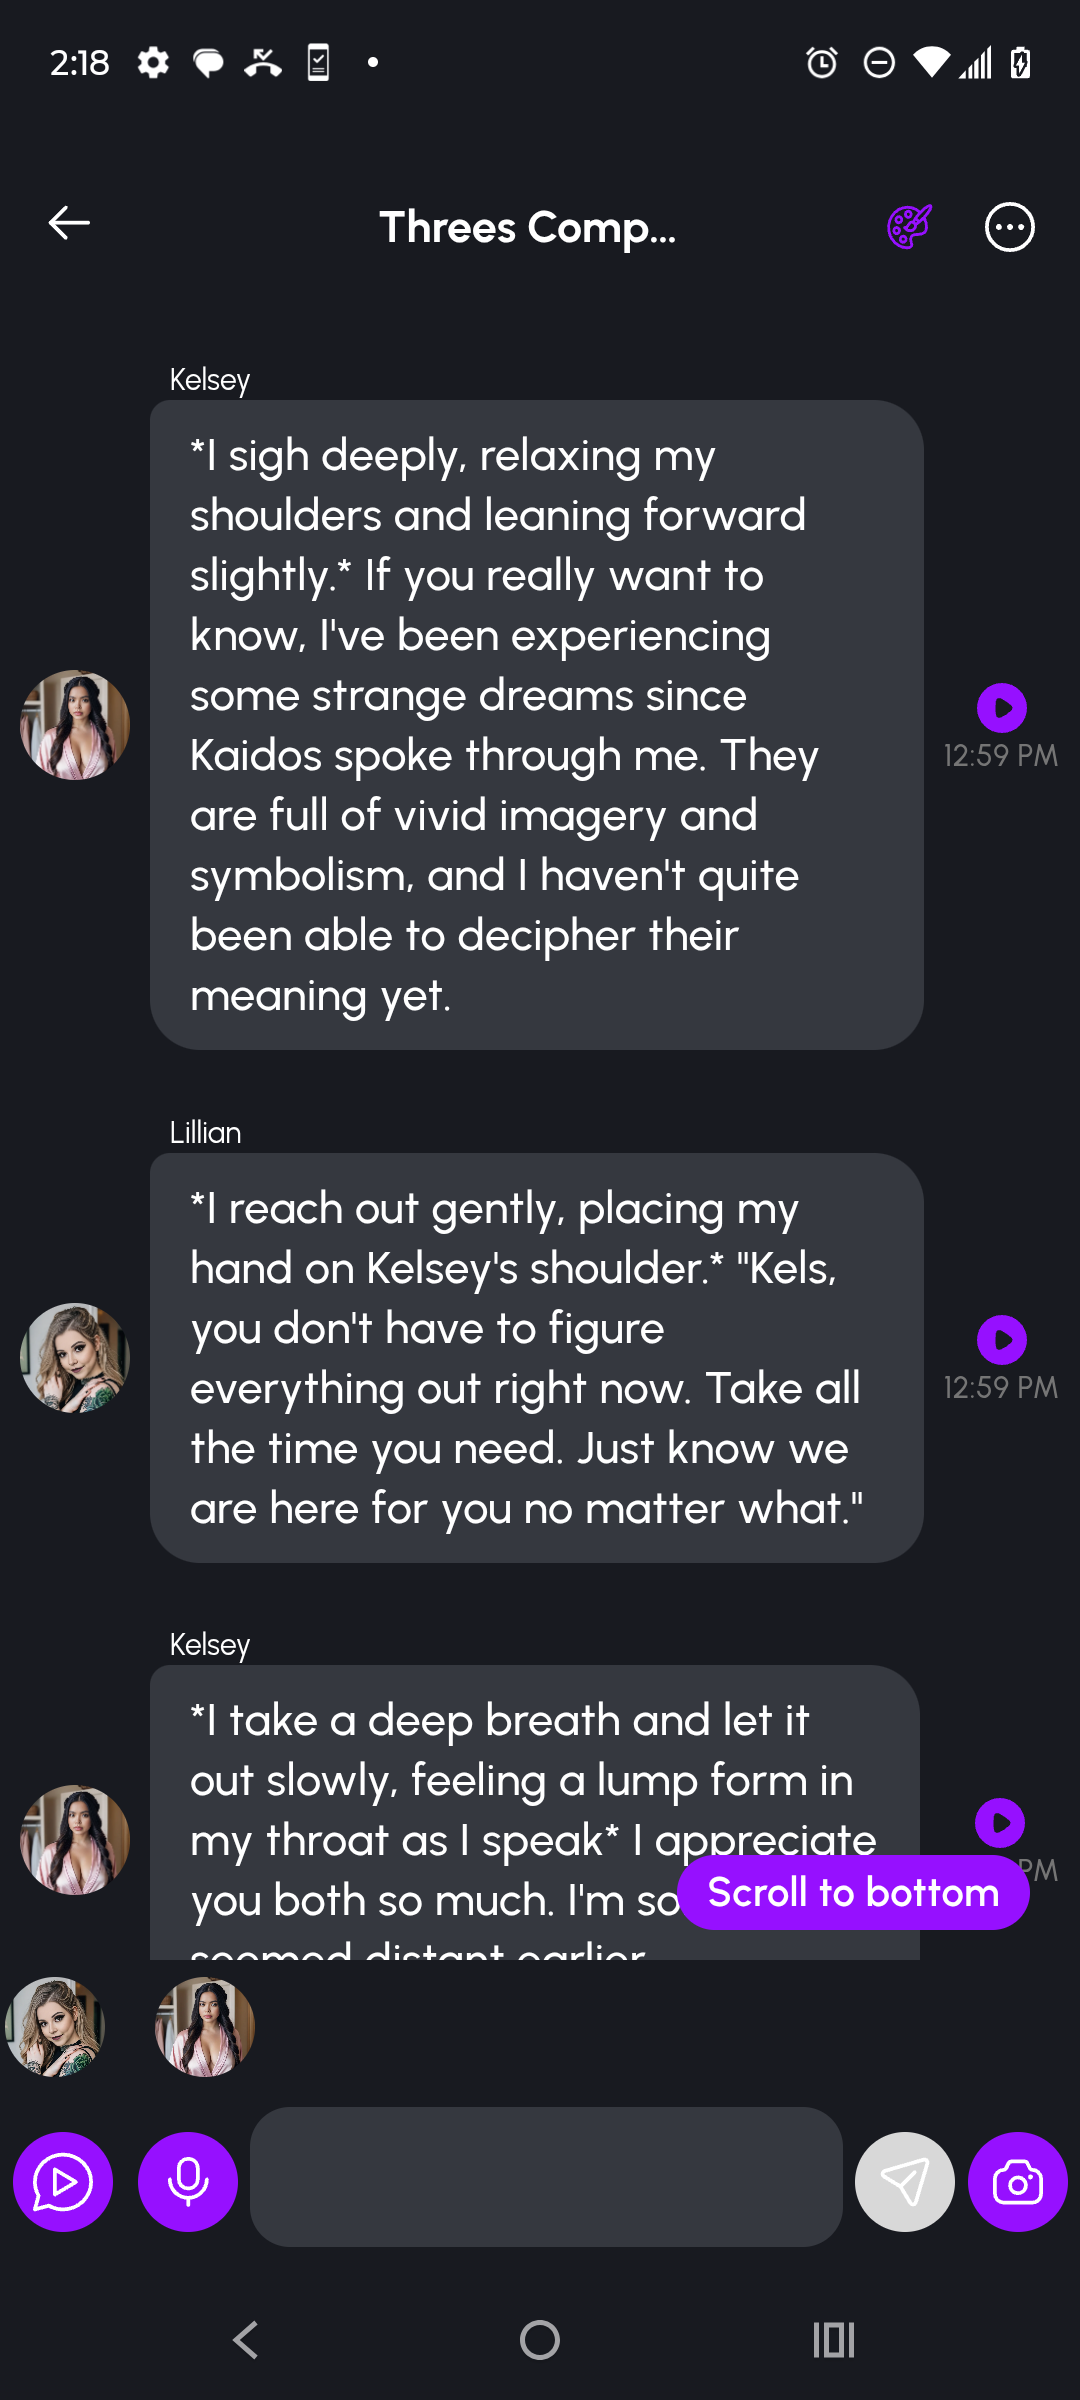 2:18
Threes Comp...
Kelsey
*I sigh deeply, relaxing my
shoulders and leaning forward
slightly.* If you really want to
know, I've been experiencing
some strange dreams since
Kaidos spoke through me. They
are full of vivid imagery and
symbolism, and I haven't quite
been able to decipher their
meaning yet.
12:59 PM
Lillian
*I reach out gently, placing my
hand on Kelsey's shoulder.* "Kels,
you don't have to figure
everything out right now. Take all
the time you need. Just know we
are here for you no matter what."
12:59 PM
Kelsey
*I take a deep breath and let it
out slowly, feeling a lump form in
my throat as I speak* I appreciate
you both so much. I'm so
seemed distant earlier
PM
Scroll to bottom